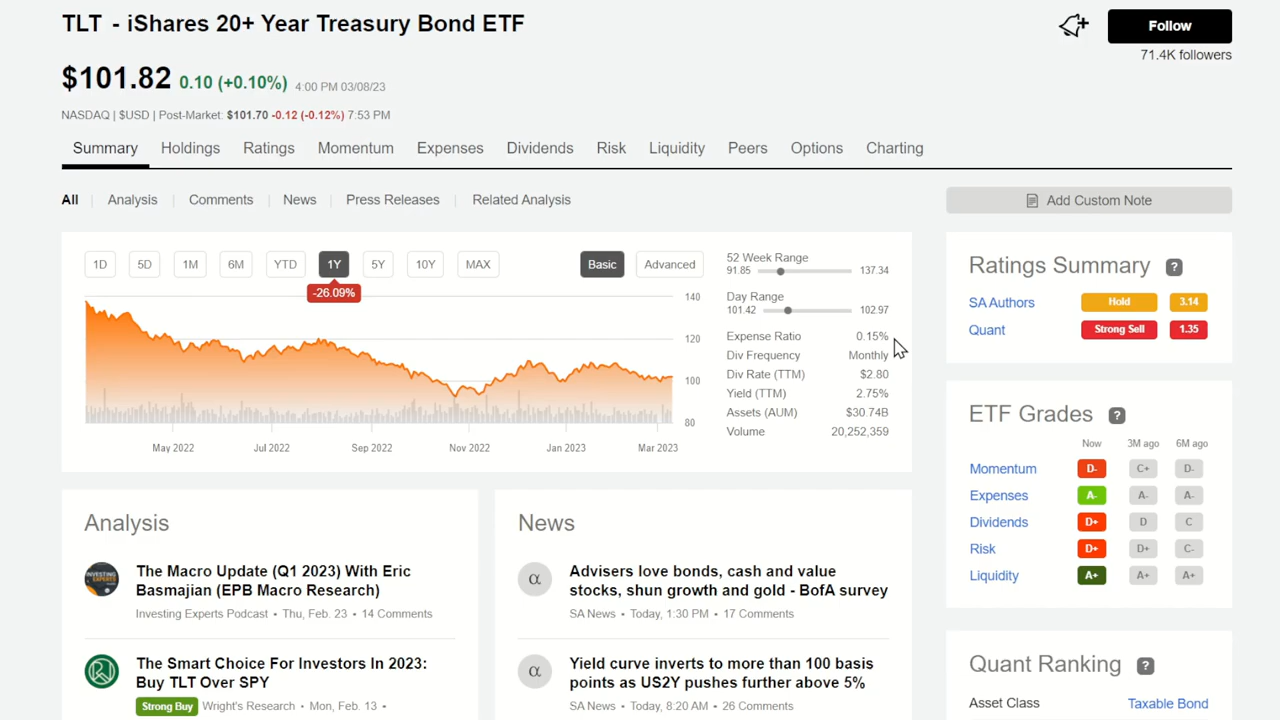 TLT - iShares 20+ Year Treasury Bond ETF
Follow
71.4K followers
$101.82 0.10 (+0.10%) 4:00 PM 03/08/23
NASDAQ | $USD | Post-Market: $101.70 -0.12 (-0.12%) 7:53 PM
Summary Holdings Ratings Momentum Expenses Dividends Risk Liquidity Peers Options Charting
All Analysis Comments News Press Releases Related Analysis
Add Custom Note
1D 5D 1M 6M YTD 1Y 5Y 10Y MAX Basic Advanced
-26.09%
140
120
100
80
May 2022 Jul 2022 Sep 2022 Nov 2022 Jan 2023 Mar 2023
52 Week Range
91.85 137.34
Day Range
101.42 102.97
Expense Ratio 0.15%
Div Frequency Monthly
Div Rate (TTM) $2.80
Yield (TTM) 2.75%
Assets (AUM) $30.74B
Volume 20,252,359
Ratings Summary ?
SA Authors Hold 3.14
Quant Strong Sell 1.35
ETF Grades ?
Now 3M ago 6M ago
Momentum D- C+ D-
Expenses A- A- A-
Dividends D+ D C
Risk D+ D+ C-
Liquidity A+ A+ A+
Quant Ranking ?
Asset Class Taxable Bond
Analysis
INVESTING EXPERTS
The Macro Update (Q1 2023) With Eric
Basmajian (EPB Macro Research)
Investing Experts Podcast • Thu, Feb. 23 • 14 Comments
The Smart Choice For Investors In 2023:
Buy TLT Over SPY
Strong Buy Wright's Research • Mon, Feb. 13 •
News
α
Advisers love bonds, cash and value
stocks, shun growth and gold - BofA survey
SA News • Today, 1:30 PM • 17 Comments
α
Yield curve inverts to more than 100 basis
points as US2Y pushes further above 5%
SA News • Today, 8:20 AM • 26 Comments